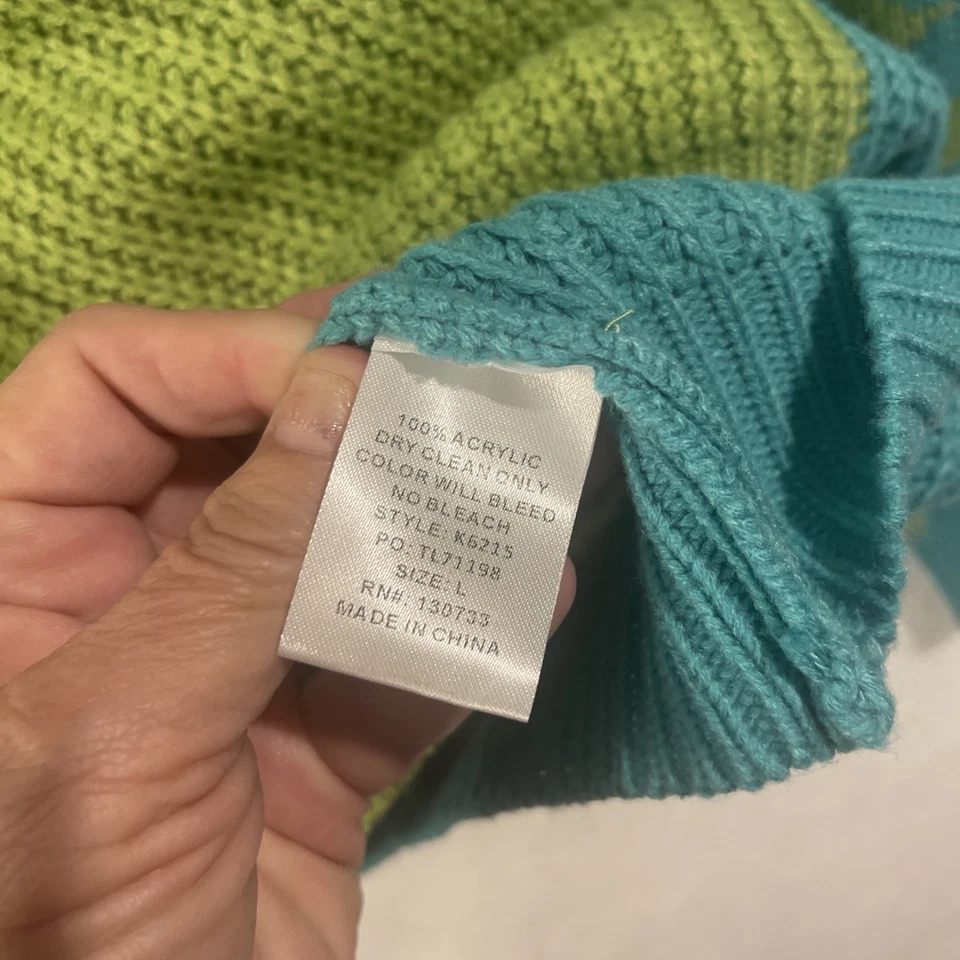 100% ACRYLIC
DRY CLEAN ONLY
COLOR WILL BLEED
NO BLEACH
STYLE: K6215
PO: TL71198
SIZE: L
RN#: 130733
MADE IN CHINA